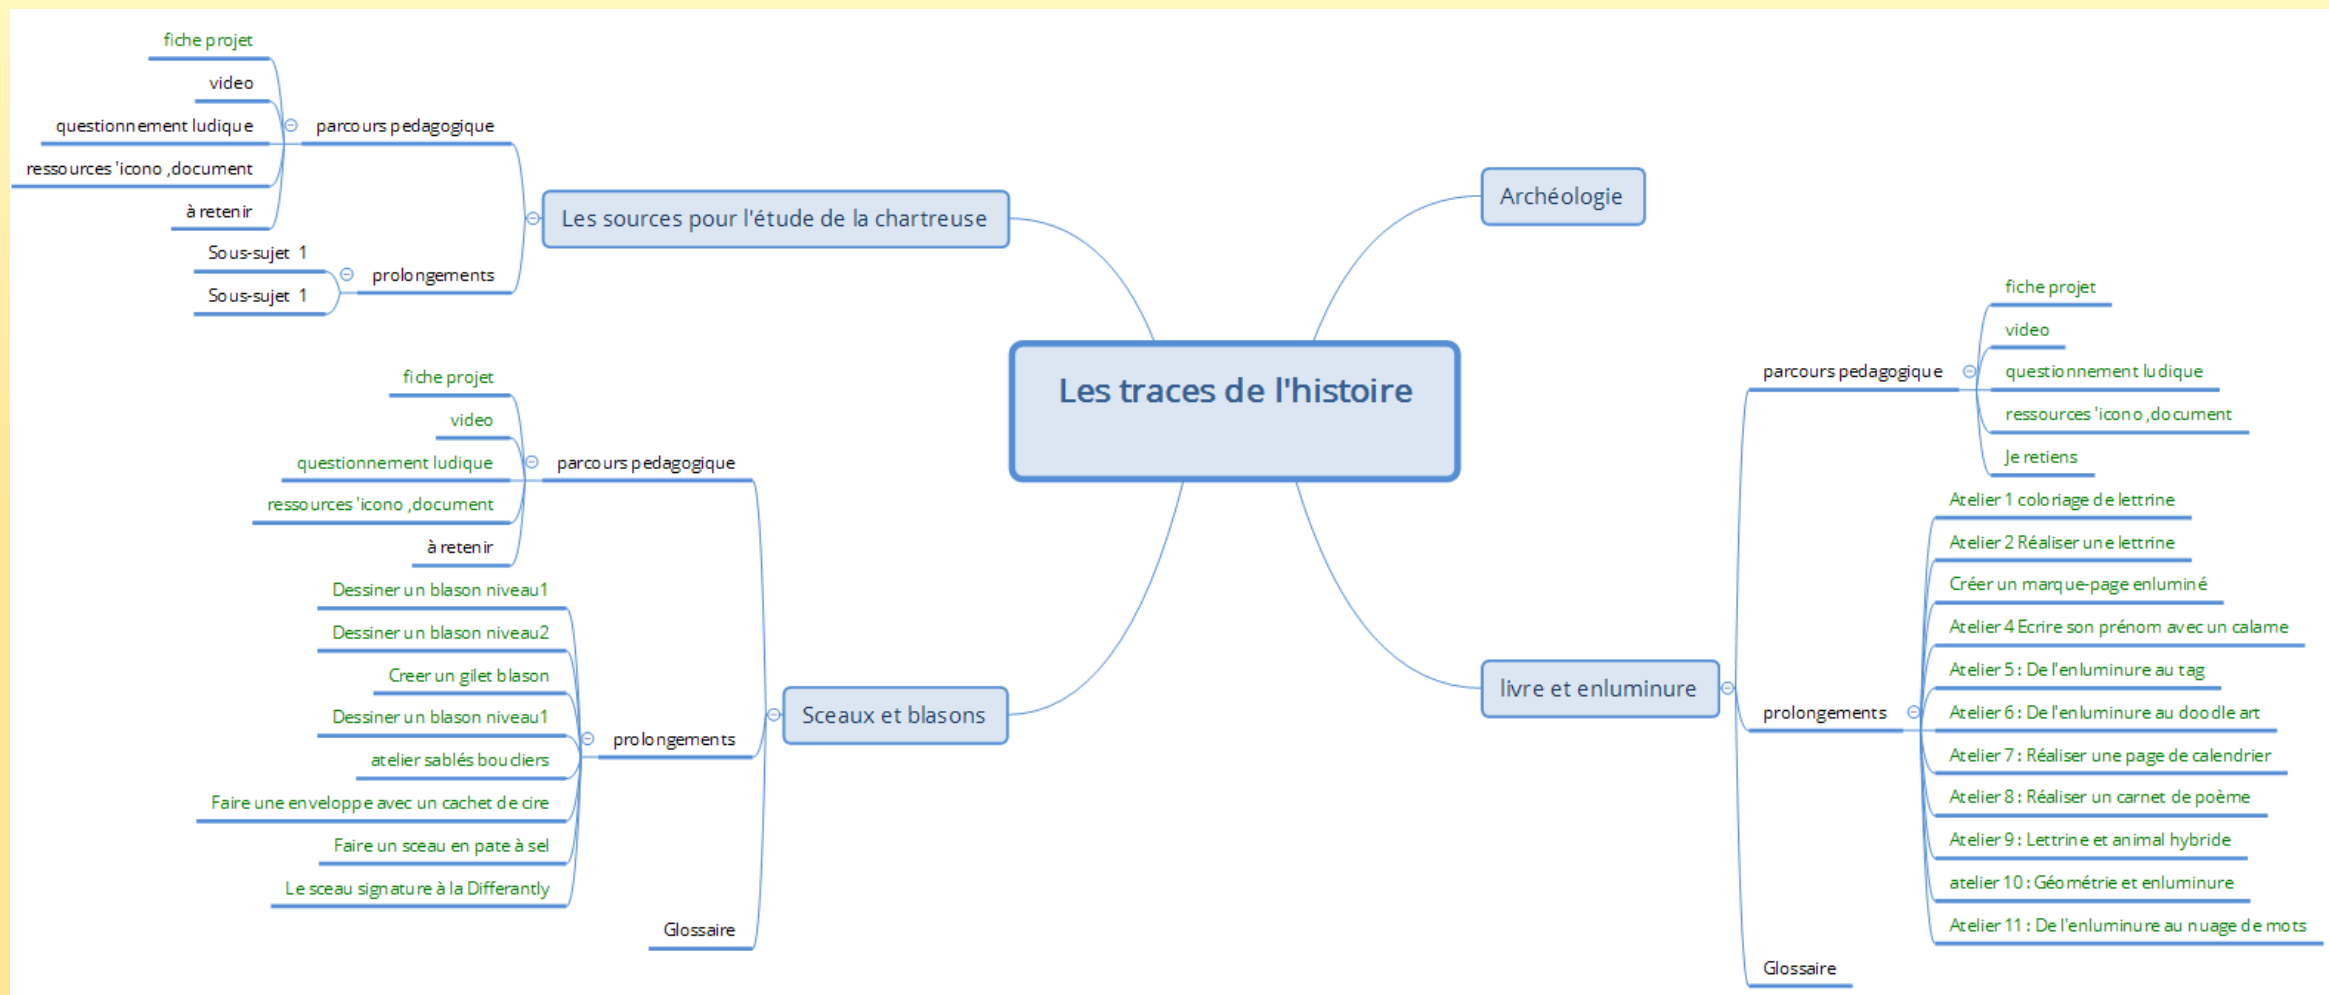 Les traces de l'histoire
Les sources pour l'étude de la chartreuse
parcours pedagogique
fiche projet
video
questionnement ludique
ressources 'icono ,document
à retenir
prolongements
Sous-sujet 1
Sous-sujet 1
Sceaux et blasons
parcours pedagogique
fiche projet
video
questionnement ludique
ressources 'icono ,document
à retenir
prolongements
Dessiner un blason niveau1
Dessiner un blason niveau2
Creer un gilet blason
Dessiner un blason niveau1
atelier sablés boucliers
Faire une enveloppe avec un cachet de cire
Faire un sceau en pate à sel
Le sceau signature à la Differantly
Glossaire
Archéologie
livre et enluminure
parcours pedagogique
fiche projet
video
questionnement ludique
ressources 'icono ,document
Je retiens
prolongements
Atelier 1 coloriage de lettrine
Atelier 2 Réaliser une lettrine
Créer un marque-page enluminé
Atelier 4 Ecrire son prénom avec un calame
Atelier 5 : De l'enluminure au tag
Atelier 6 : De l'enluminure au doodle art
Atelier 7 : Réaliser une page de calendrier
Atelier 8 : Réaliser un carnet de poème
Atelier 9 : Lettrine et animal hybride
atelier 10 : Géométrie et enluminure
Atelier 11 : De l'enluminure au nuage de mots
Glossaire